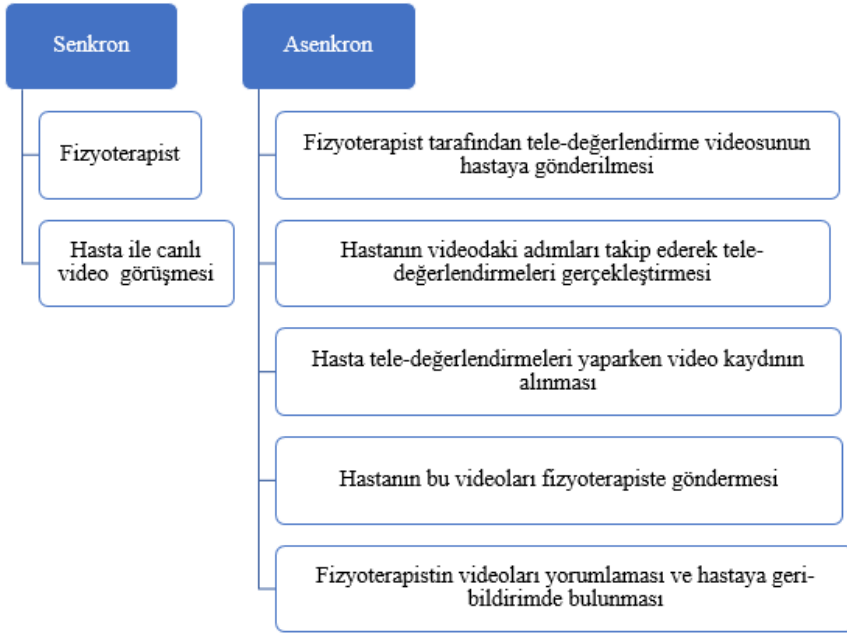 Senkron
Fizyoterapist
Hasta ile canlı
video görüşmesi
Asenkron
Fizyoterapist tarafından tele-değerlendirme videosunun
hastaya gönderilmesi
Hastanın videodaki adımları takip ederek tele-
değerlendirmeleri gerçekleştirmesi
Hasta tele-değerlendirmeleri yaparken video kaydının
alınması
Hastanın bu videoları fizyoterapiste göndermesi
Fizyoterapistin videoları yorumlaması ve hastaya geri-
bildirimde bulunması